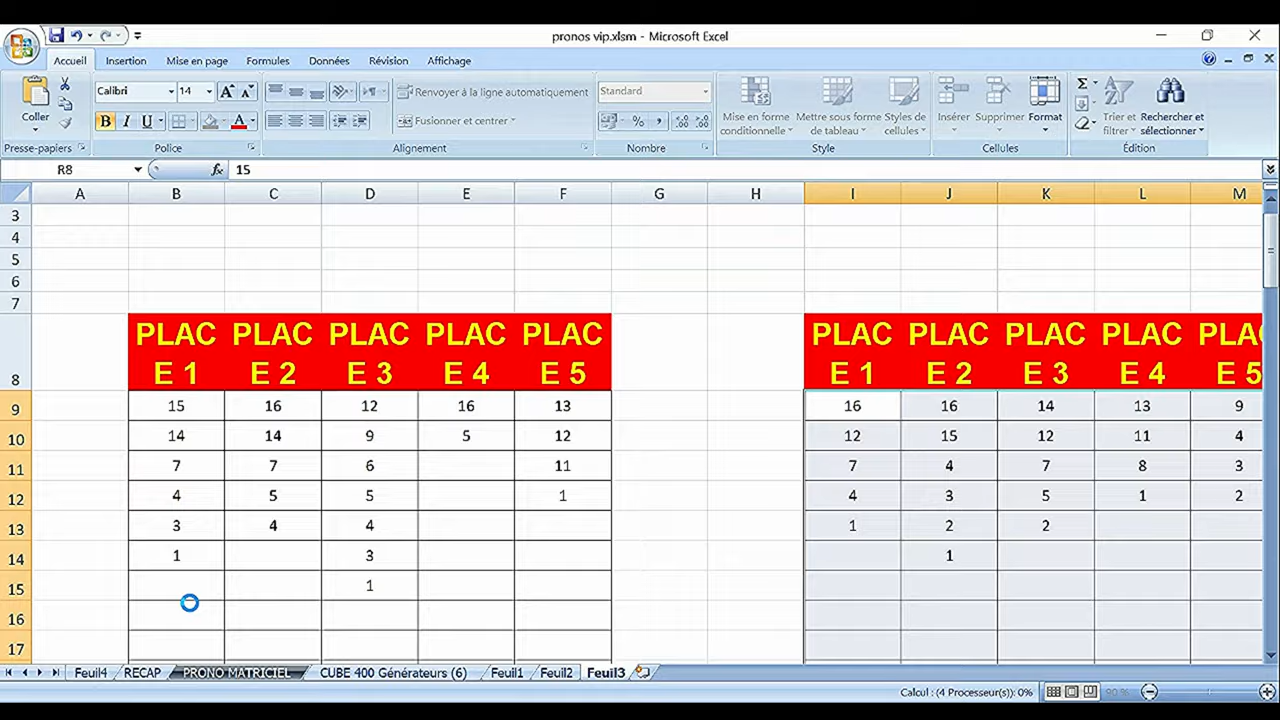 pronos vip.xlsm - Microsoft Excel
Accueil Insertion Mise en page Formules Données Révision Affichage
Coller
Calibri 14
B I U A
Renvoyer à la ligne automatiquement
Fusionner et centrer
Standard
% ,
Mise en forme conditionnelle
Mettre sous forme de tableau
Styles de cellules
Insérer Supprimer Format
Σ
Trier et filtrer
Rechercher et sélectionner
Presse-papiers Police Alignement Nombre Style Cellules Édition
R8 fx 15
A B C D E F G H I J K L M
3
4
5
6
7
8 PLACE 1 PLACE 2 PLACE 3 PLACE 4 PLACE 5 PLACE 1 PLACE 2 PLACE 3 PLACE 4 PLAC E 5
9 15 16 12 16 13 16 16 14 13 9
10 14 14 9 5 12 12 15 12 11 4
11 7 7 6 11 7 4 7 8 3
12 4 5 5 1 4 3 5 1 2
13 3 4 4 1 2 2
14 1 3 1
15 1
16
17
Feuil4 RECAP PRONO MATRICIEL CUBE 400 Générateurs (6) Feuil1 Feuil2 Feuil3
Calcul : (4 Processeur(s)): 0% 90 %